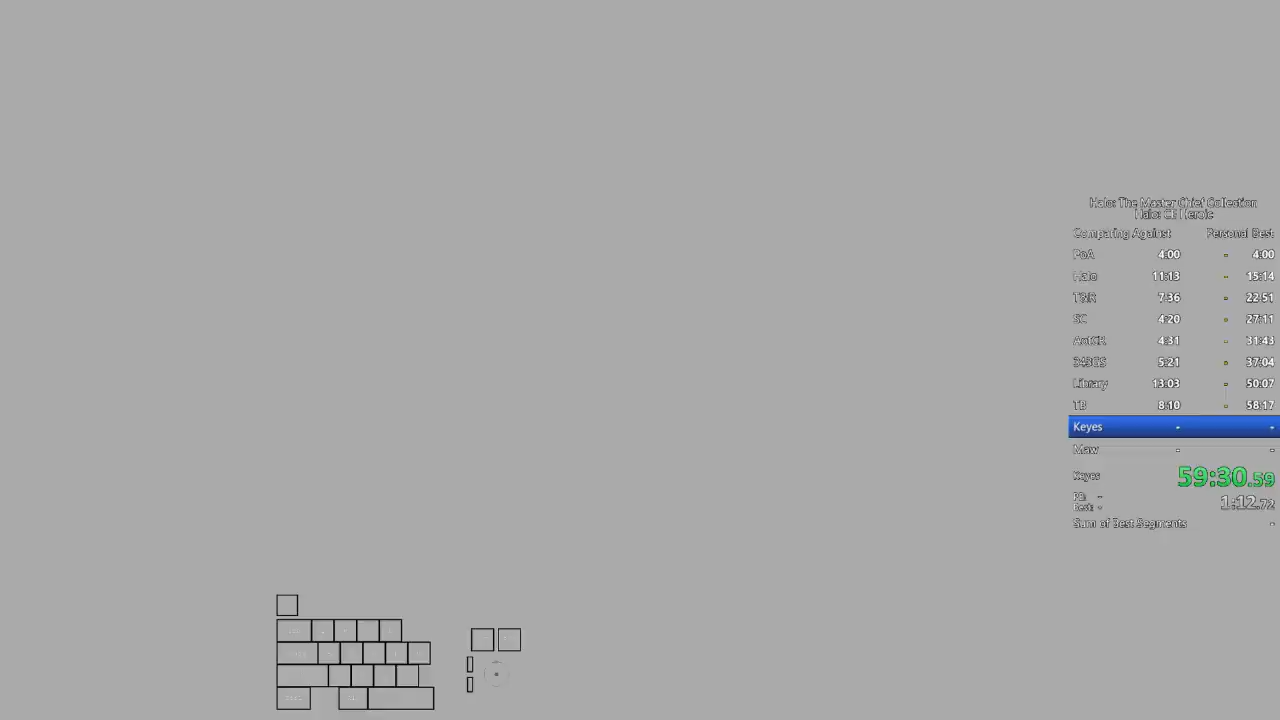 Halo: The Master Chief Collection
Halo: CE Heroic
Comparing Against Personal Best
PoA 4:00 - 4:00
Halo 11:13 - 15:14
T&R 7:36 - 22:51
SC 4:20 - 27:11
AotCR 4:31 - 31:43
343GS 5:21 - 37:04
Library 13:03 - 50:07
TB 8:10 - 58:17
Keyes - -
Maw - -
Keyes 59:30.59
PB: - 1:12.72
Best: -
Sum of Best Segments -